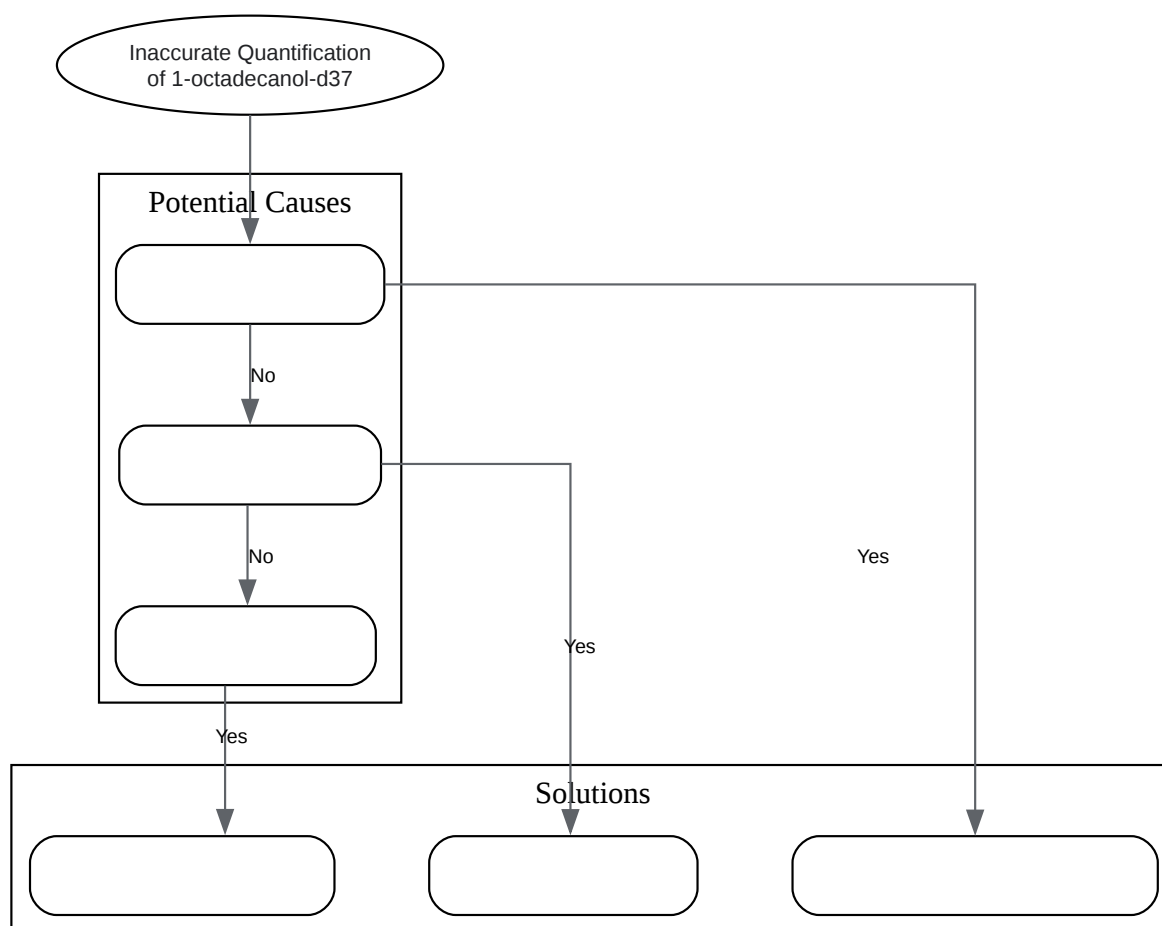 Inaccurate Quantification
of 1-octadecanol-d37
Potential Causes
No
No
Yes
Yes
Yes
Solutions